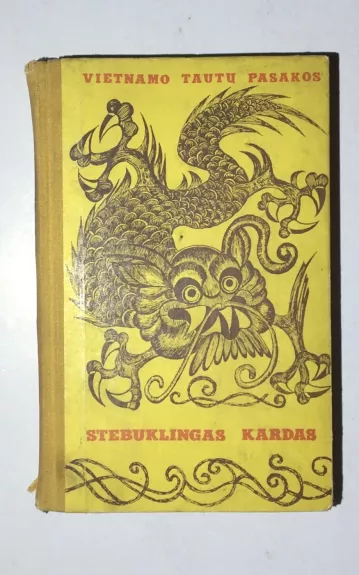 VIETNAMO TAUTŲ PASAKOS
STEBUKLINGAS KARDAS